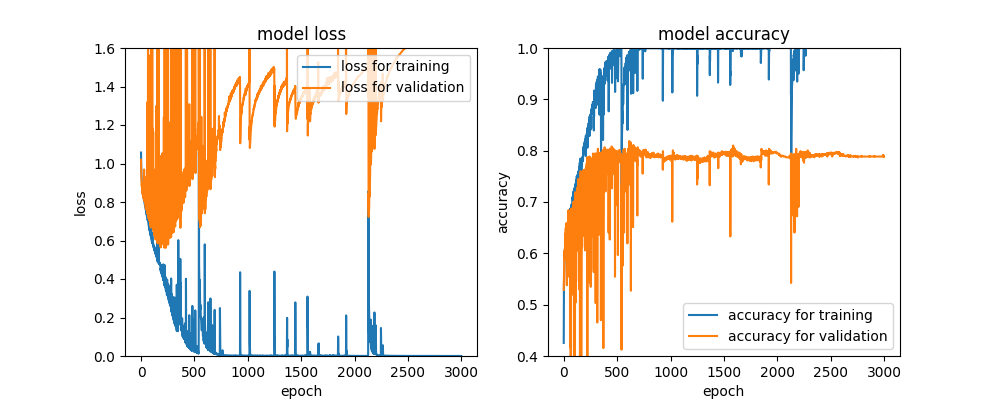 model loss
loss for training
loss for validation
loss
1.6
1.4
1.2
1.0
0.8
0.6
0.4
0.2
0.0
0 500 1000 1500 2000 2500 3000
epoch
model accuracy
accuracy for training
accuracy for validation
accuracy
1.0
0.9
0.8
0.7
0.6
0.5
0.4
0 500 1000 1500 2000 2500 3000
epoch